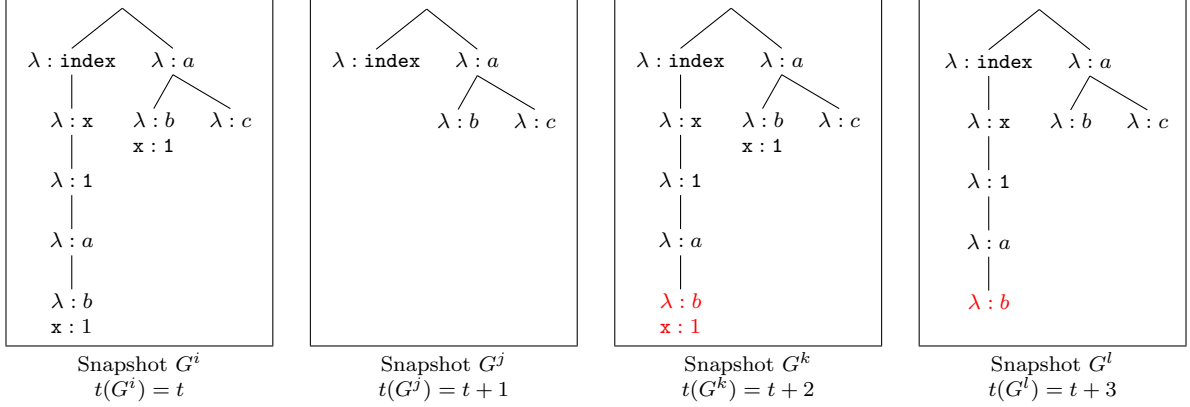 λ : index λ : a
λ : x λ : b λ : c
x : 1
λ : 1
λ : a
λ : b
x : 1
Snapshot G^i
t(G^i) = t
λ : index λ : a
λ : b λ : c
Snapshot G^j
t(G^j) = t + 1
λ : index λ : a
λ : x λ : b λ : c
x : 1
λ : 1
λ : a
λ : b
x : 1
Snapshot G^k
t(G^k) = t + 2
λ : index λ : a
λ : x λ : b λ : c
λ : 1
λ : a
λ : b
Snapshot G^l
t(G^l) = t + 3